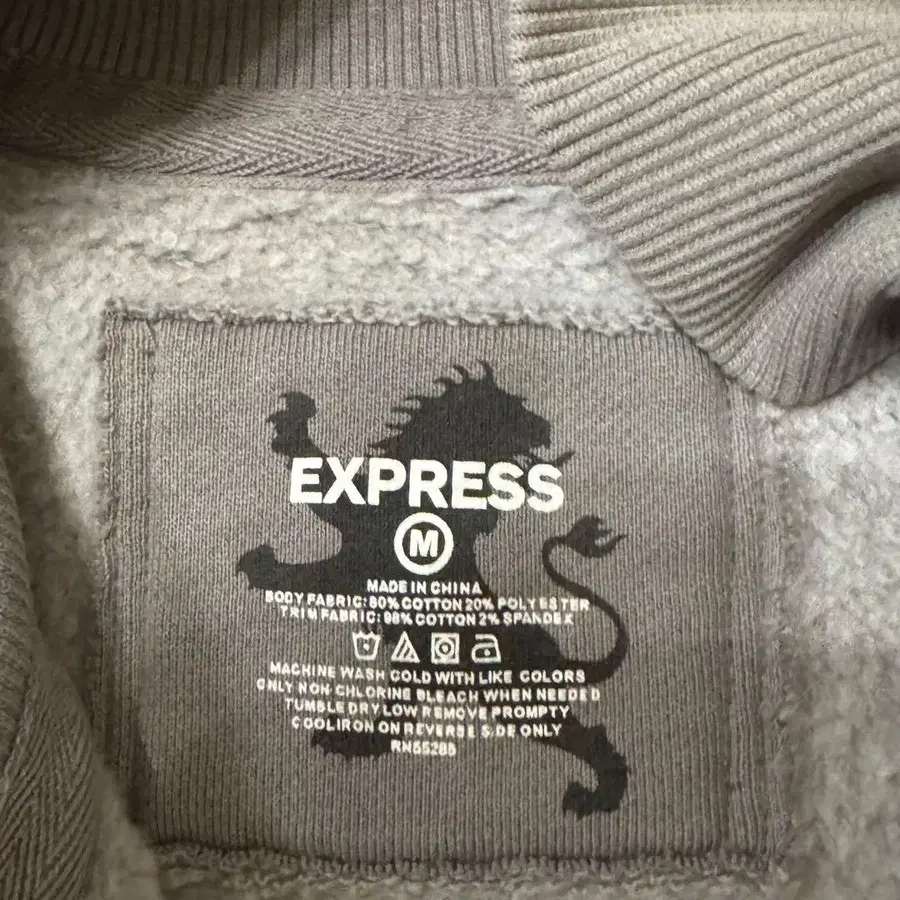 EXPRESS
M
MADE IN CHINA
BODY FABRIC: 80% COTTON 20% POLYESTER
TRIM FABRIC: 98% COTTON 2% SPANDEX
MACHINE WASH COLD WITH LIKE COLORS
ONLY NON CHLORINE BLEACH WHEN NEEDED
TUMBLE DRY LOW REMOVE PROMPTY
COOLIRON ON REVERSE SIDE ONLY
RN55285